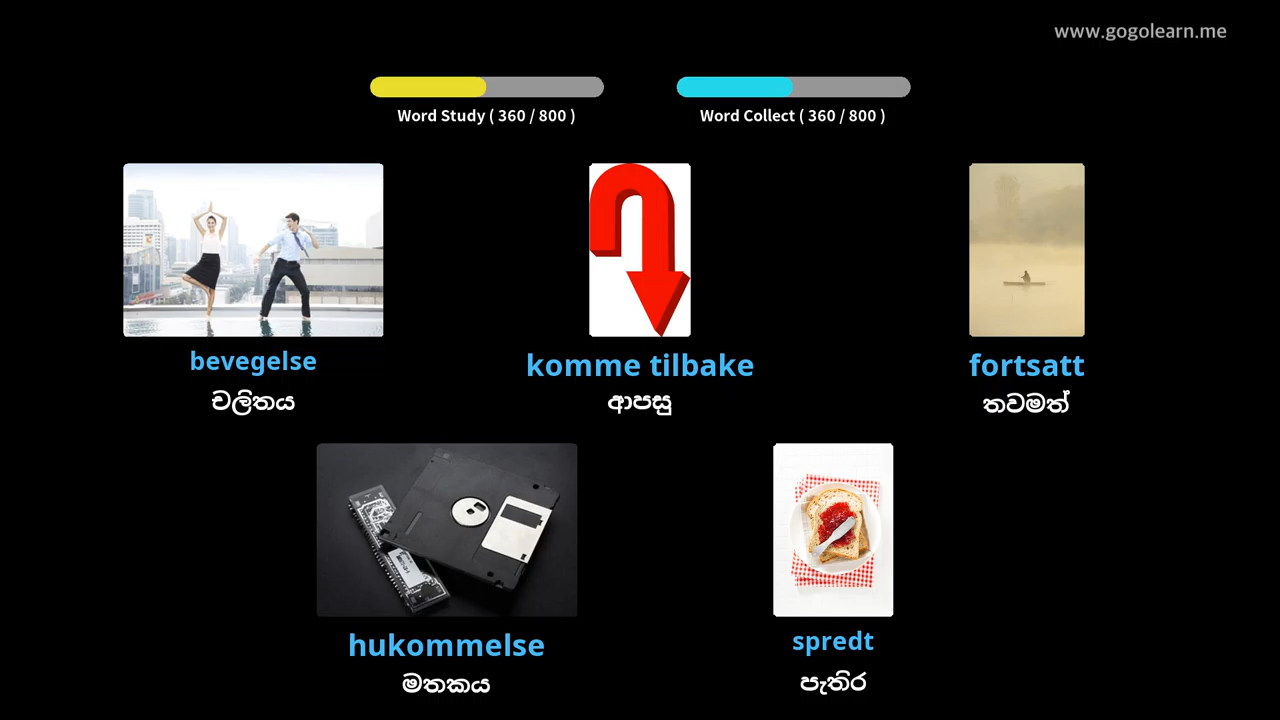 www.gogolearn.me
Word Study ( 360 / 800 )
Word Collect ( 360 / 800 )
bevegelse
චලිතය
komme tilbake
ආපසු
fortsatt
තවමත්
hukommelse
මතකය
spredt
පැතිර